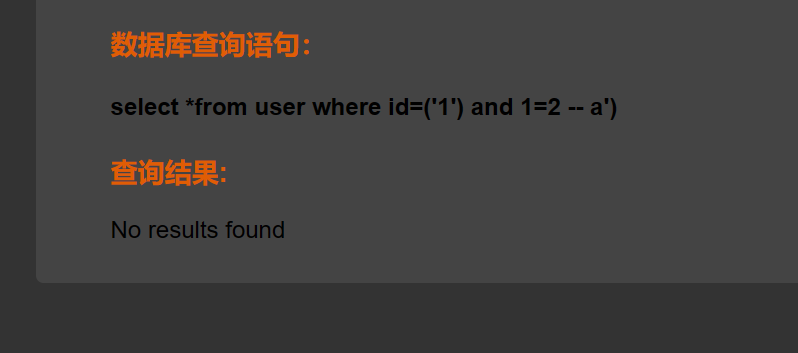 数据库查询语句：
select *from user where id=('1') and 1=2 -- a')
查询结果:
No results found